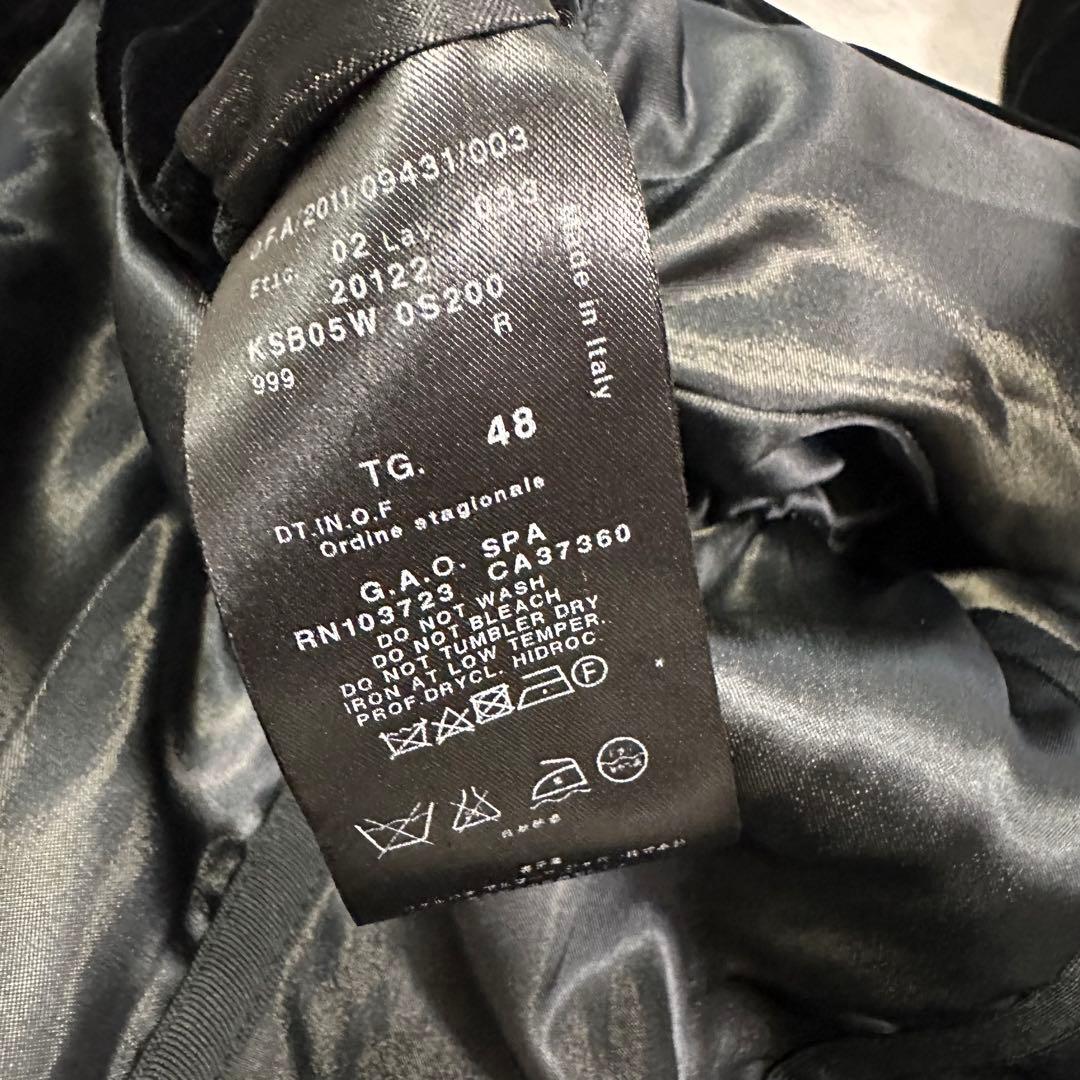 .F.A/2011/09431/003
Etic. 02 Lav. 033
20122
KSB05W 0S200
999 R
Made in Italy
TG. 48
DT.IN.O.F
Ordine stagionale
G.A.O. SPA
RN103723 CA37360
DO NOT WASH
DO NOT BLEACH
DO NOT TUMBLER DRY
IRON AT LOW TEMPER.
PROF.DRYCL. HIDROC
F